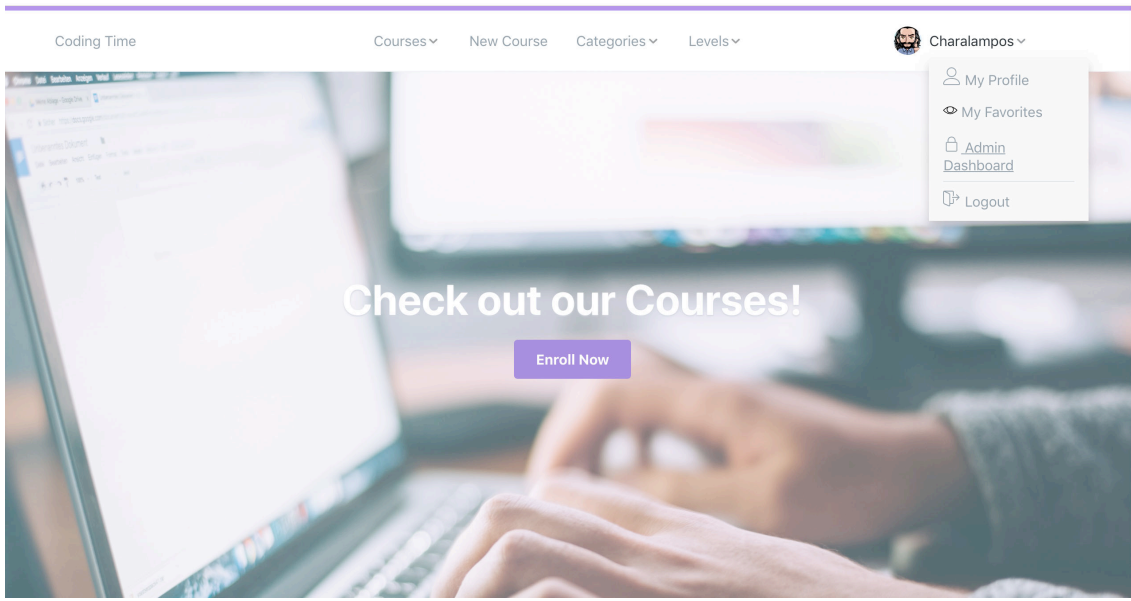 Coding Time
Courses
New Course
Categories
Levels
Charalampos
My Profile
My Favorites
Admin
Dashboard
Logout
Check out our Courses!
Enroll Now